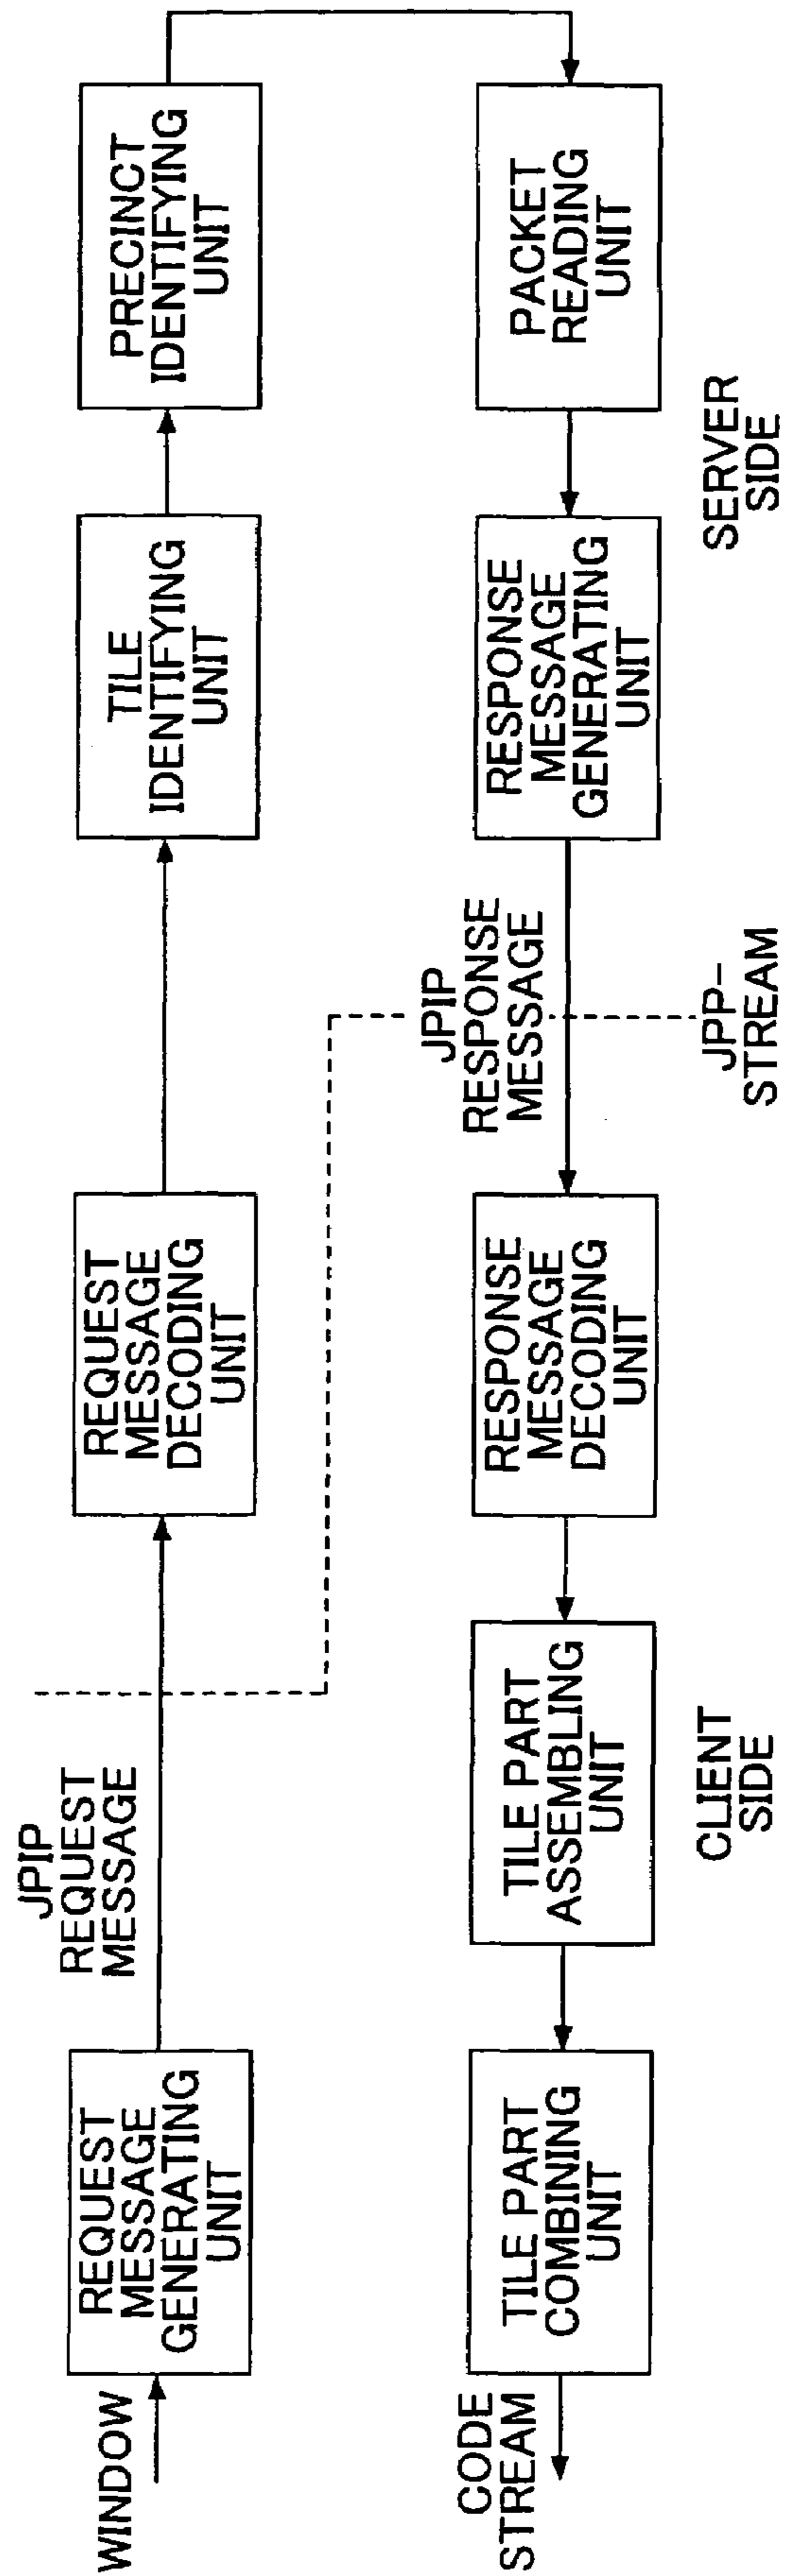 WINDOW
REQUEST
MESSAGE
GENERATING
UNIT
JPIP
REQUEST
MESSAGE
REQUEST
MESSAGE
DECODING
UNIT
TILE
IDENTIFYING
UNIT
PRECINCT
IDENTIFYING
UNIT
CODE
STREAM
TILE PART
COMBINING
UNIT
TILE PART
ASSEMBLING
UNIT
RESPONSE
MESSAGE
DECODING
UNIT
JPIP
RESPONSE
MESSAGE
RESPONSE
MESSAGE
GENERATING
UNIT
PACKET
READING
UNIT
CLIENT
SIDE
JPP-
STREAM
SERVER
SIDE